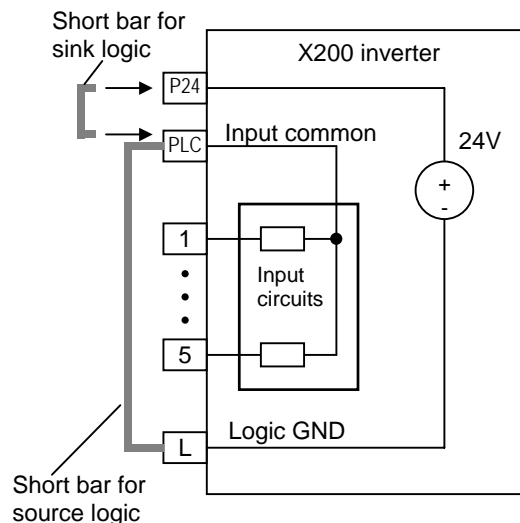 Short bar for
sink logic
X200 inverter
P24
PLC
Input common
24V
+
-
1
Input
circuits
5
L
Logic GND
Short bar for
source logic